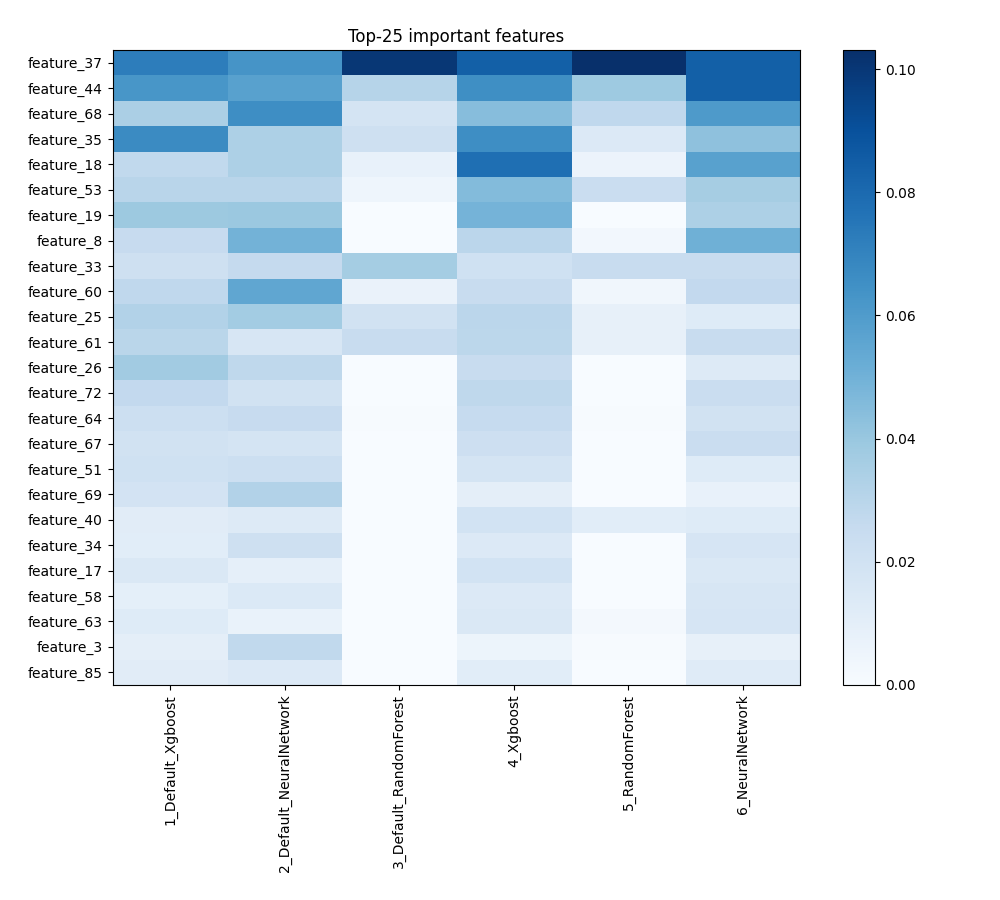 Top-25 important features
feature_37
feature_44
feature_68
feature_35
feature_18
feature_53
feature_19
feature_8
feature_33
feature_60
feature_25
feature_61
feature_26
feature_72
feature_64
feature_67
feature_51
feature_69
feature_40
feature_34
feature_17
feature_58
feature_63
feature_3
feature_85
1_Default_Xgboost
2_Default_NeuralNetwork
3_Default_RandomForest
4_Xgboost
5_RandomForest
6_NeuralNetwork
0.10
0.08
0.06
0.04
0.02
0.00